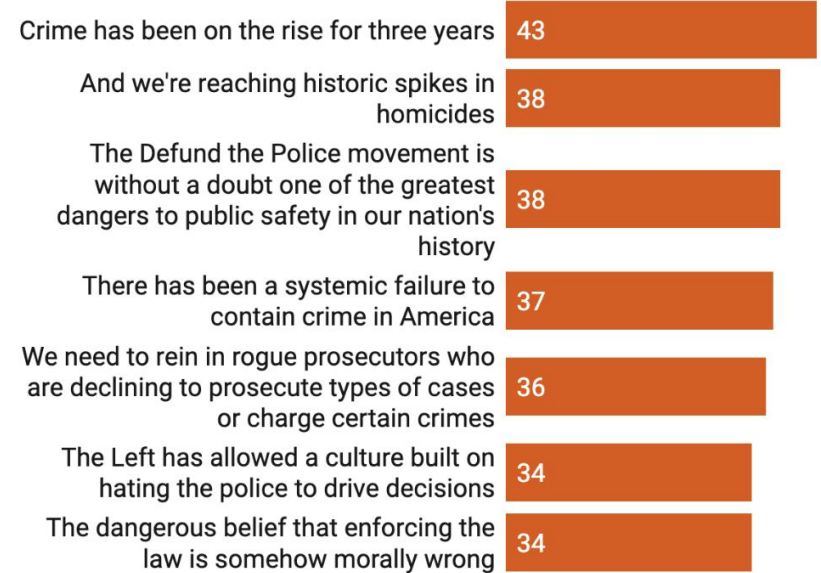 Crime has been on the rise for three years 43
And we're reaching historic spikes in
homicides 38
The Defund the Police movement is
without a doubt one of the greatest
dangers to public safety in our nation's
history 38
There has been a systemic failure to
contain crime in America 37
We need to rein in rogue prosecutors who
are declining to prosecute types of cases
or charge certain crimes 36
The Left has allowed a culture built on
hating the police to drive decisions 34
The dangerous belief that enforcing the
law is somehow morally wrong 34